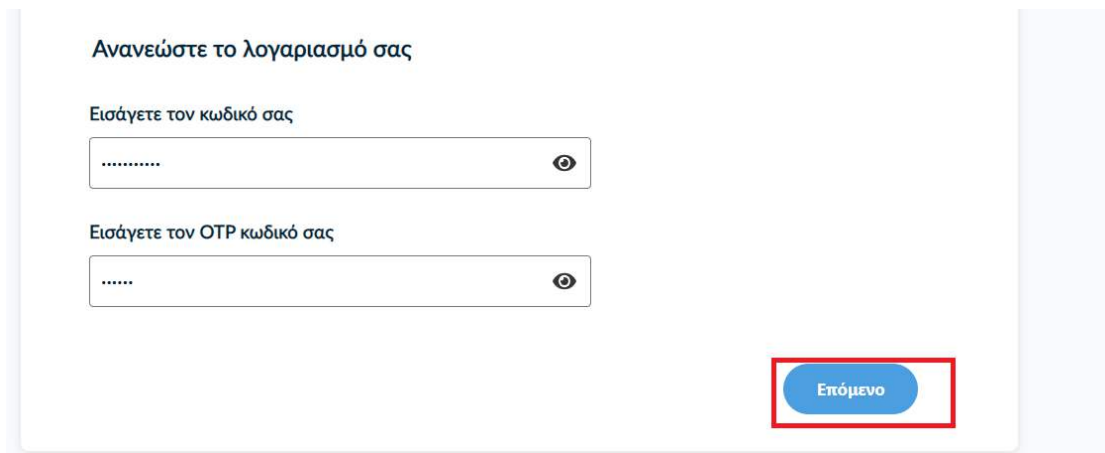 Ανανεώστε το λογαριασμό σας
Εισάγετε τον κωδικό σας
•••••••••••
Εισάγετε τον OTP κωδικό σας
••••••
Επόμενο